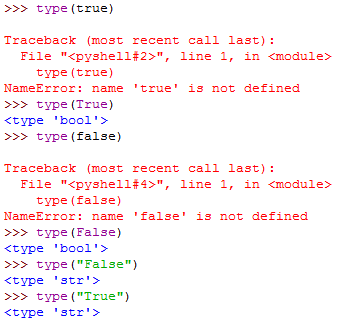 >>> type(true)
Traceback (most recent call last):
  File "<pyshell#2>", line 1, in <module>
    type(true)
NameError: name 'true' is not defined
>>> type(True)
<type 'bool'>
>>> type(false)
Traceback (most recent call last):
  File "<pyshell#4>", line 1, in <module>
    type(false)
NameError: name 'false' is not defined
>>> type(False)
<type 'bool'>
>>> type("False")
<type 'str'>
>>> type("True")
<type 'str'>